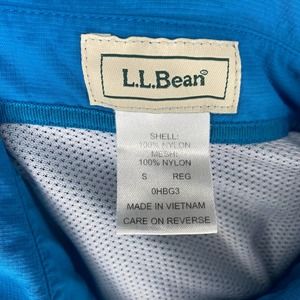 L.L.Bean®
SHELL:
100% NYLON
MESH:
100% NYLON
S REG
0HBG3
MADE IN VIETNAM
CARE ON REVERSE